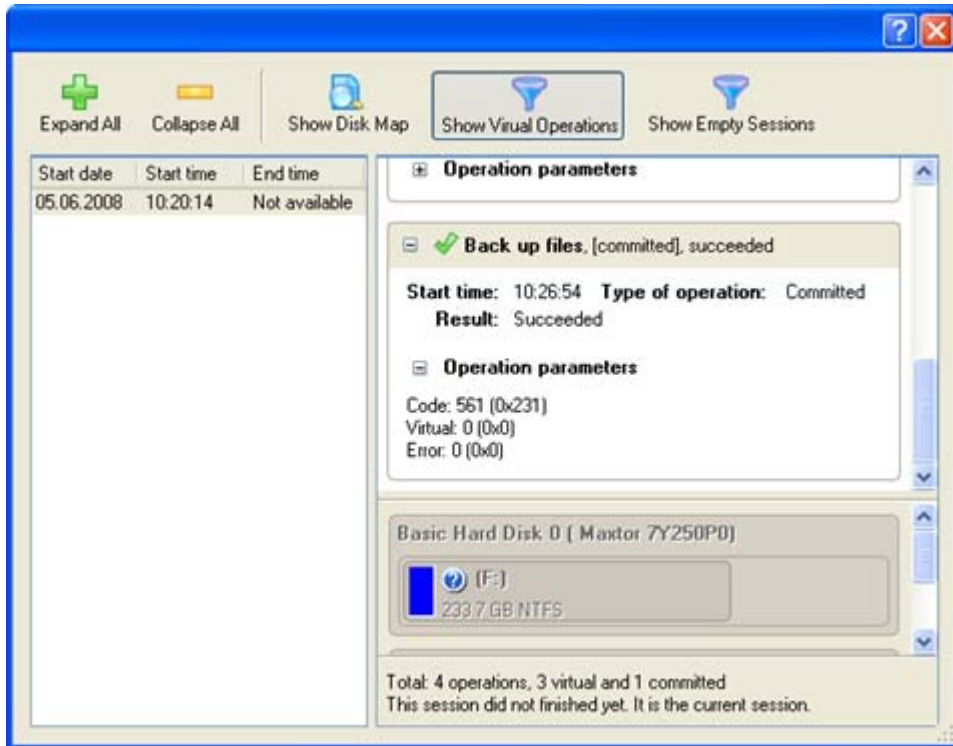 Expand All Collapse All Show Disk Map Show Virual Operations Show Empty Sessions
Start date Start time End time
05.06.2008 10:20:14 Not available
Operation parameters
Back up files, [committed], succeeded
Start time: 10:26:54 Type of operation: Committed
Result: Succeeded
Operation parameters
Code: 561 (0x231)
Virtual: 0 (0x0)
Error: 0 (0x0)
Basic Hard Disk 0 ( Maxtor 7Y250P0)
(F:)
233.7 GB NTFS
Total: 4 operations, 3 virtual and 1 committed
This session did not finished yet. It is the current session.